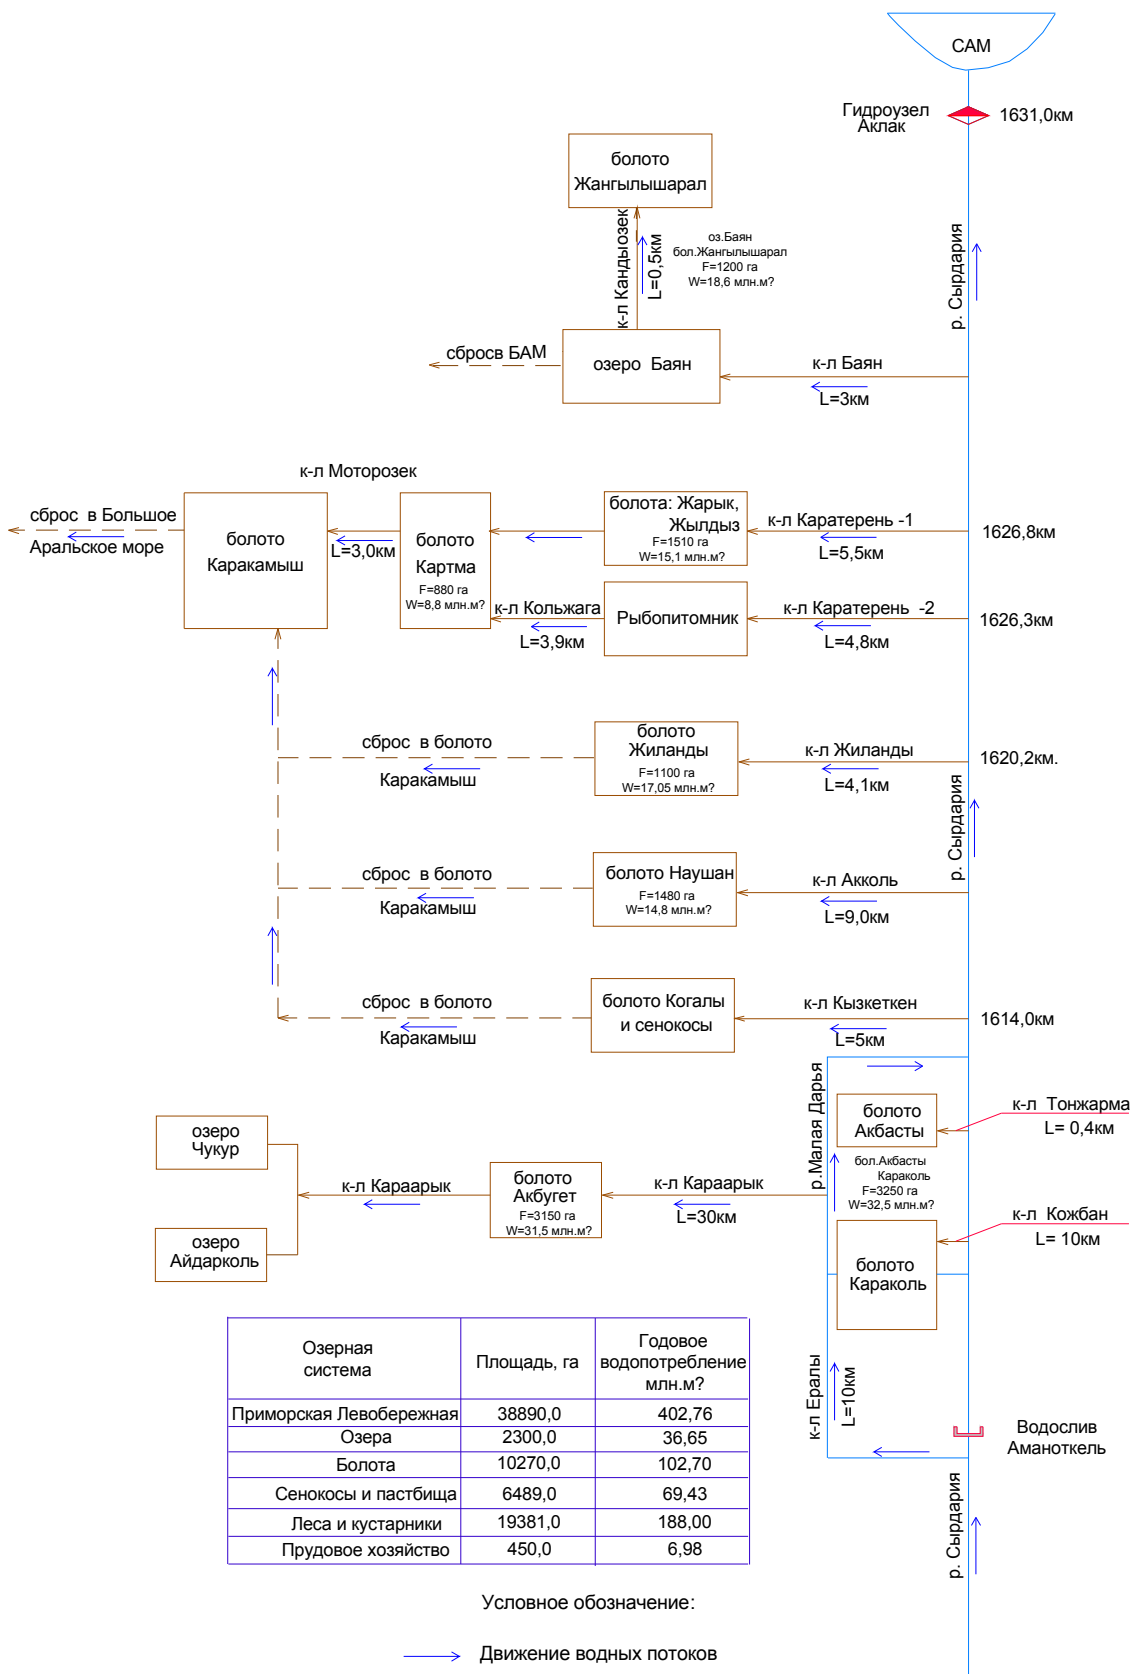 САМ
Гидроузел
Аклак
1631,0км
болото
Жангылышарал
к-л Кандыозек
L=0,5км
оз.Баян
бол.Жангылышарал
F=1200 га
W=18,6 млн.м?
р. Сырдария
сбросв БАМ
озеро Баян
к-л Баян
L=3км
к-л Моторозек
сброс в Большое
Аральское море
болото
Каракамыш
L=3,0км
болото
Картма
F=880 га
W=8,8 млн.м?
болота: Жарык,
Жылдыз
F=1510 га
W=15,1 млн.м?
к-л Каратерень -1
L=5,5км
1626,8км
к-л Кольжага
L=3,9км
Рыбопитомник
к-л Каратерень -2
L=4,8км
1626,3км
сброс в болото
Каракамыш
болото
Жиланды
F=1100 га
W=17,05 млн.м?
к-л Жиланды
L=4,1км
1620,2км.
р. Сырдария
сброс в болото
Каракамыш
болото Наушан
F=1480 га
W=14,8 млн.м?
к-л Акколь
L=9,0км
сброс в болото
Каракамыш
болото Когалы
и сенокосы
к-л Кызкеткен
L=5км
1614,0км
р.Малая Дарья
болото
Акбасты
к-л Тонжарма
L= 0,4км
озеро
Чукур
к-л Караарык
болото
Акбугет
F=3150 га
W=31,5 млн.м?
к-л Караарык
L=30км
бол.Акбасты
Караколь
F=3250 га
W=32,5 млн.м?
к-л Кожбан
L= 10км
озеро
Айдарколь
болото
Караколь
к-л Ералы
L=10км
Водослив
Аманоткель
р. Сырдария
Озерная
система
Площадь, га
Годовое
водопотребление
млн.м?
Приморская Левобережная 38890,0 402,76
Озера 2300,0 36,65
Болота 10270,0 102,70
Сенокосы и пастбища 6489,0 69,43
Леса и кустарники 19381,0 188,00
Прудовое хозяйство 450,0 6,98
Условное обозначение:
Движение водных потоков